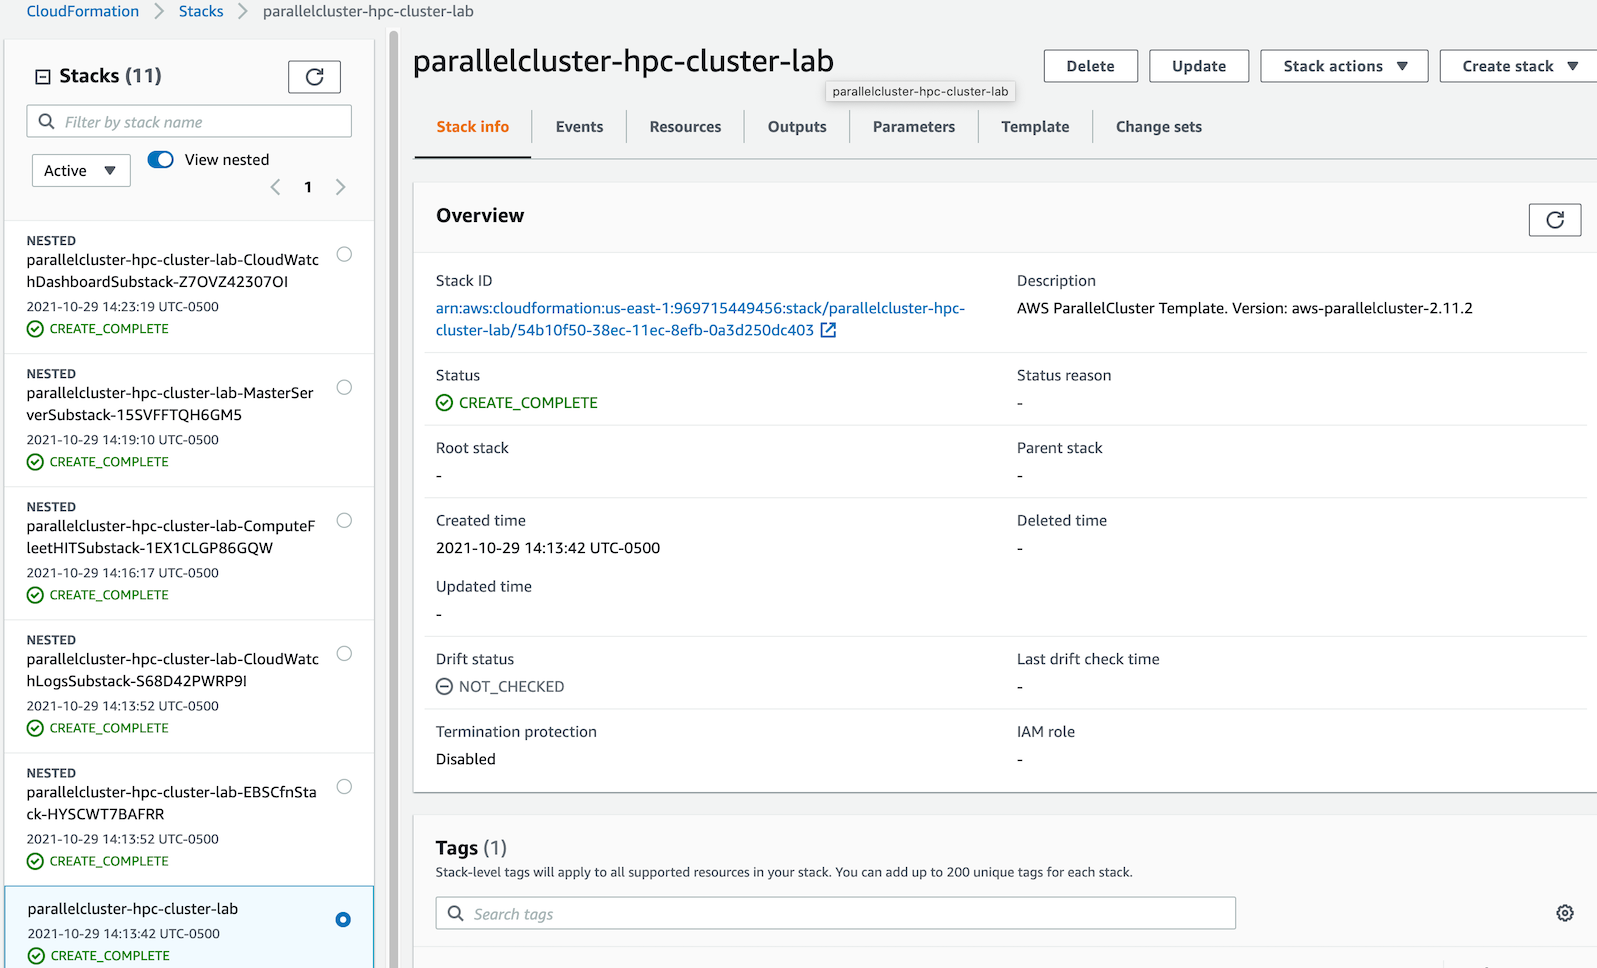 CloudFormation > Stacks > parallelcluster-hpc-cluster-lab
Stacks (11)
Filter by stack name
Active
View nested
1
NESTED
parallelcluster-hpc-cluster-lab-CloudWatc
hDashboardSubstack-Z7OVZ42307OI
2021-10-29 14:23:19 UTC-0500
CREATE_COMPLETE
NESTED
parallelcluster-hpc-cluster-lab-MasterSer
verSubstack-15SVFFTQH6GM5
2021-10-29 14:19:10 UTC-0500
CREATE_COMPLETE
NESTED
parallelcluster-hpc-cluster-lab-ComputeF
leetHITSubstack-1EX1CLGP86GQW
2021-10-29 14:16:17 UTC-0500
CREATE_COMPLETE
NESTED
parallelcluster-hpc-cluster-lab-CloudWatc
hLogsSubstack-S68D42PWRP9I
2021-10-29 14:13:52 UTC-0500
CREATE_COMPLETE
NESTED
parallelcluster-hpc-cluster-lab-EBSCfnSta
ck-HYSCWT7BAFRR
2021-10-29 14:13:52 UTC-0500
CREATE_COMPLETE
parallelcluster-hpc-cluster-lab
2021-10-29 14:13:42 UTC-0500
CREATE_COMPLETE
parallelcluster-hpc-cluster-lab
Delete
Update
Stack actions
Create stack
parallelcluster-hpc-cluster-lab
Stack info
Events
Resources
Outputs
Parameters
Template
Change sets
Overview
Stack ID
arn:aws:cloudformation:us-east-1:969715449456:stack/parallelcluster-hpc-
cluster-lab/54b10f50-38ec-11ec-8efb-0a3d250dc403
Description
AWS ParallelCluster Template. Version: aws-parallelcluster-2.11.2
Status
CREATE_COMPLETE
Status reason
-
Root stack
-
Parent stack
-
Created time
2021-10-29 14:13:42 UTC-0500
Deleted time
-
Updated time
-
Drift status
NOT_CHECKED
Last drift check time
-
Termination protection
Disabled
IAM role
-
Tags (1)
Stack-level tags will apply to all supported resources in your stack. You can add up to 200 unique tags for each stack.
Search tags